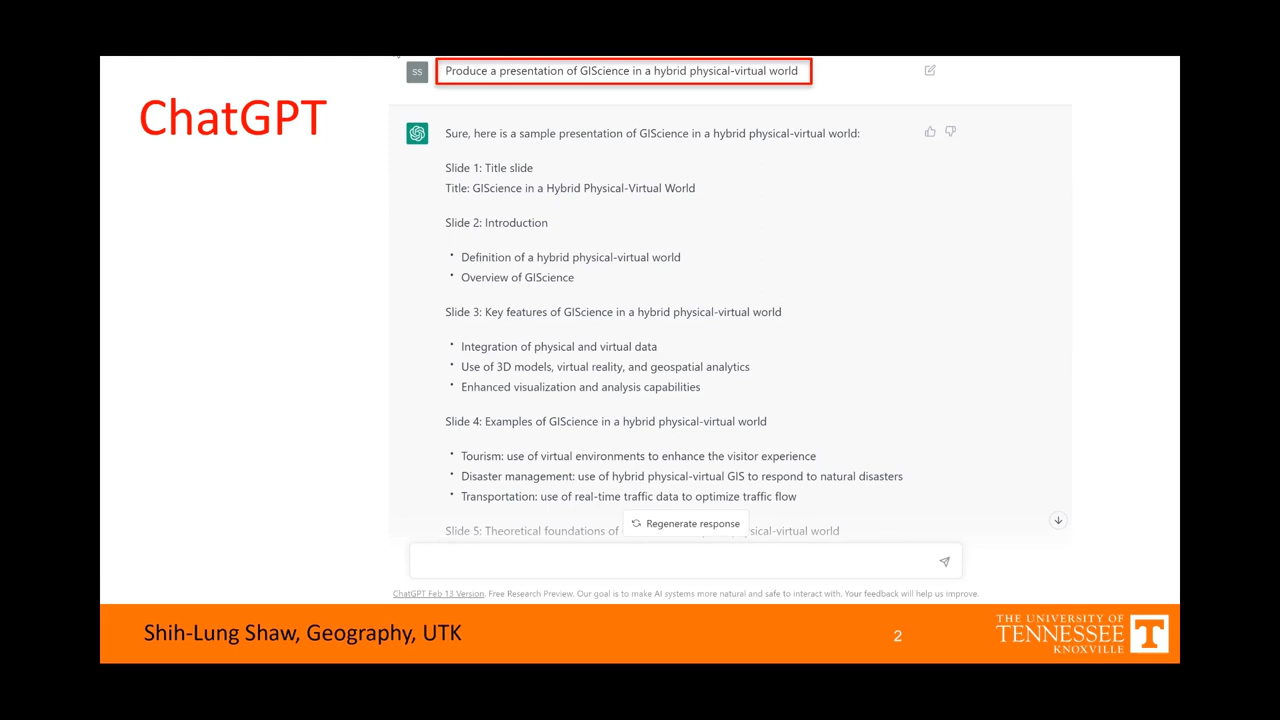 ChatGPT
SS
Produce a presentation of GIScience in a hybrid physical-virtual world
Sure, here is a sample presentation of GIScience in a hybrid physical-virtual world:
Slide 1: Title slide
Title: GIScience in a Hybrid Physical-Virtual World
Slide 2: Introduction
• Definition of a hybrid physical-virtual world
• Overview of GIScience
Slide 3: Key features of GIScience in a hybrid physical-virtual world
• Integration of physical and virtual data
• Use of 3D models, virtual reality, and geospatial analytics
• Enhanced visualization and analysis capabilities
Slide 4: Examples of GIScience in a hybrid physical-virtual world
• Tourism: use of virtual environments to enhance the visitor experience
• Disaster management: use of hybrid physical-virtual GIS to respond to natural disasters
• Transportation: use of real-time traffic data to optimize traffic flow
Regenerate response
Slide 5: Theoretical foundations of sical-virtual world
ChatGPT Feb 13 Version. Free Research Preview. Our goal is to make AI systems more natural and safe to interact with. Your feedback will help us improve.
Shih-Lung Shaw, Geography, UTK
2
THE UNIVERSITY OF
TENNESSEE
KNOXVILLE
T